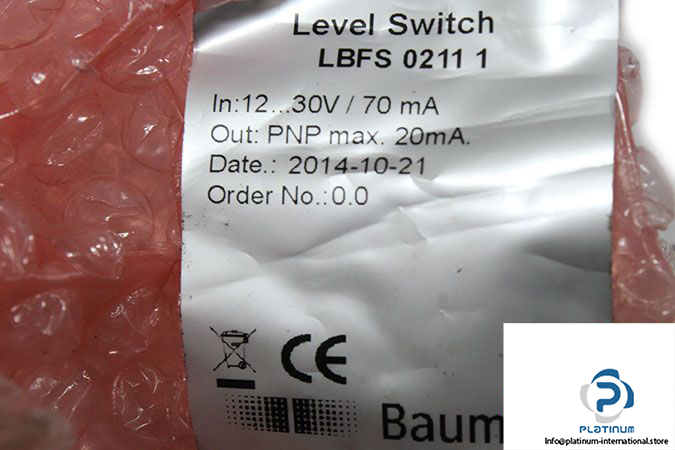 Level Switch
LBFS 0211 1
In:12...30V / 70 mA
Out: PNP max. 20mA.
Date.: 2014-10-21
Order No.:0.0
CE
Baum
PLATINUM
Info@platinum-international.store